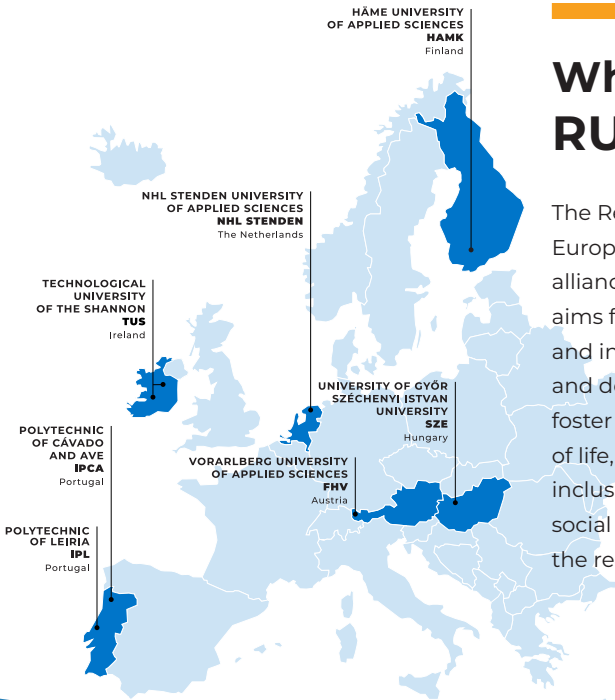 HÄME UNIVERSITY
OF APPLIED SCIENCES
HAMK
Finland
NHL STENDEN UNIVERSITY
OF APPLIED SCIENCES
NHL STENDEN
The Netherlands
TECHNOLOGICAL
UNIVERSITY
OF THE SHANNON
TUS
Ireland
UNIVERSITY OF GYŐR
SZÉCHENYI ISTVAN
UNIVERSITY
SZE
Hungary
POLYTECHNIC
OF CÁVADO
AND AVE
IPCA
Portugal
VORARLBERG UNIVERSITY
OF APPLIED SCIENCES
FHV
Austria
POLYTECHNIC
OF LEIRIA
IPL
Portugal
Wh
RU
The Re
Europ
allianc
aims f
and in
and de
foster
of life,
inclus
social
the re